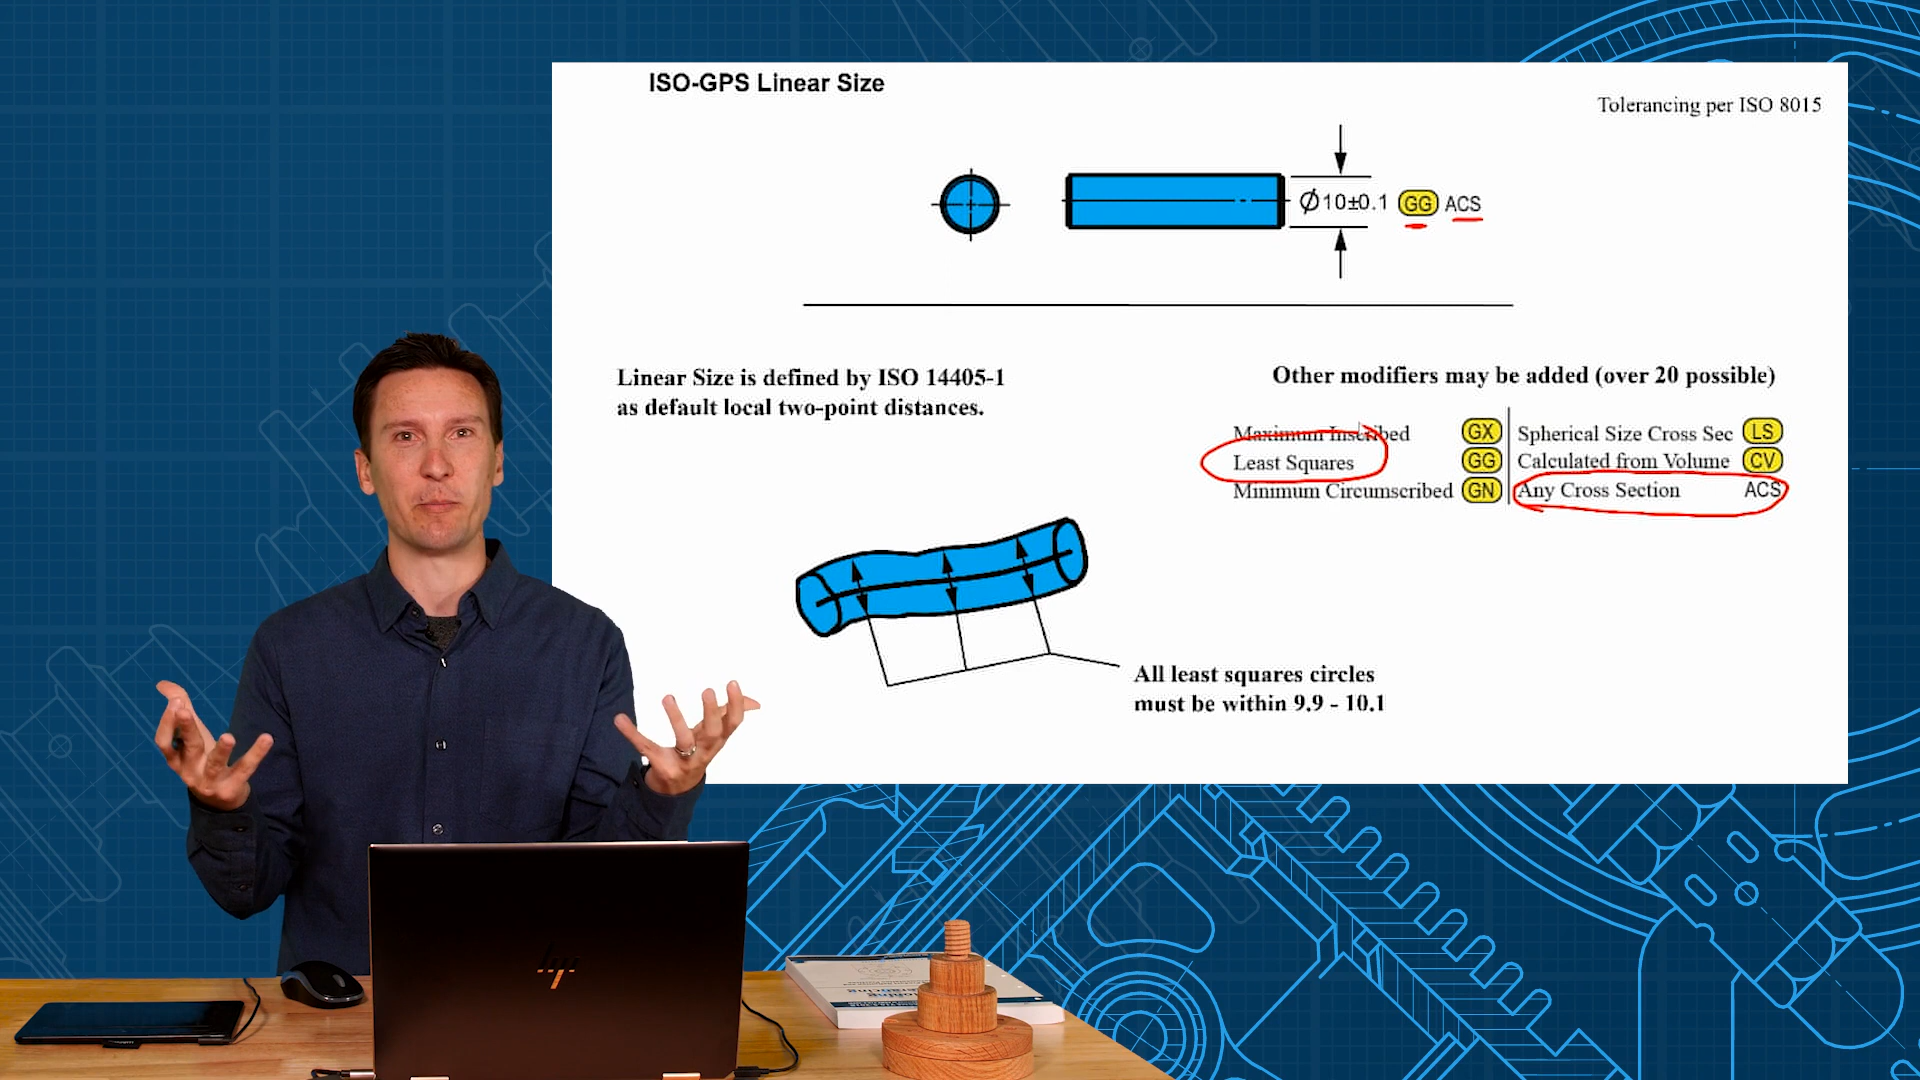 ISO-GPS Linear Size
Tolerancing per ISO 8015
Ø10±0.1 GG ACS
Linear Size is defined by ISO 14405-1
as default local two-point distances.
Other modifiers may be added (over 20 possible)
Maximum Inscribed GX
Least Squares GG
Minimum Circumscribed GN
Spherical Size Cross Sec LS
Calculated from Volume CV
Any Cross Section ACS
All least squares circles
must be within 9.9 - 10.1
hp